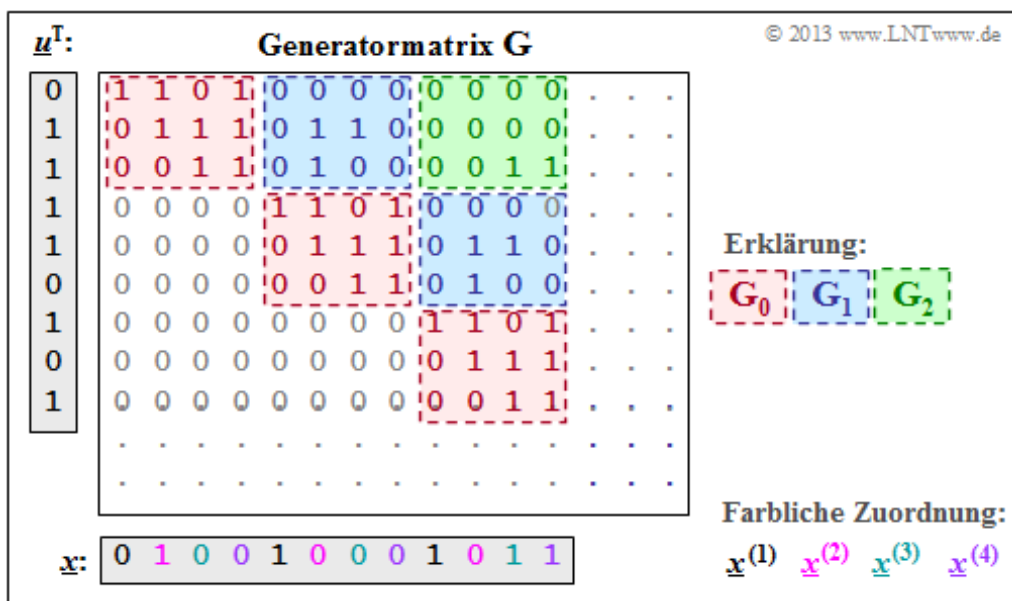 © 2013 www.LNTwww.de
u^T: Generatormatrix G
0 1 1 0 1 0 0 0 0 0 0 0 0 . . .
1 0 1 1 1 0 1 1 0 0 0 0 0 . . .
1 0 0 1 1 0 1 0 0 0 0 1 1 . . .
1 0 0 0 0 1 1 0 1 0 0 0 0 . . .
1 0 0 0 0 0 1 1 1 0 1 1 0 . . .
0 0 0 0 0 0 0 1 1 0 1 0 0 . . .
1 0 0 0 0 0 0 0 0 1 1 0 1 . . .
0 0 0 0 0 0 0 0 0 0 1 1 1 . . .
1 0 0 0 0 0 0 0 0 0 0 1 1 . . .
. . . . . . . . . . . . . . .
. . . . . . . . . . . . . . .
Erklärung:
G0 G1 G2
Farbliche Zuordnung:
x: 0 1 0 0 1 0 0 0 1 0 1 1
x(1) x(2) x(3) x(4)